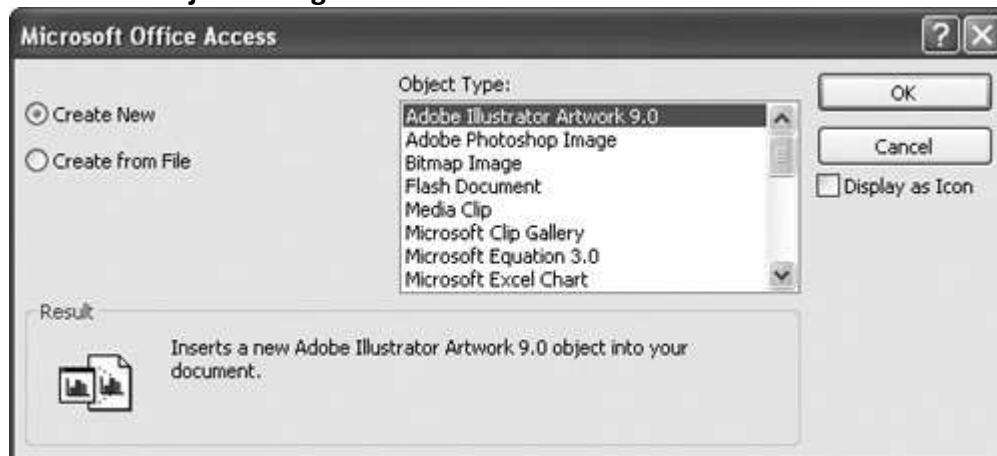 Microsoft Office Access
Create New
Create from File
Object Type:
Adobe Illustrator Artwork 9.0
Adobe Photoshop Image
Bitmap Image
Flash Document
Media Clip
Microsoft Clip Gallery
Microsoft Equation 3.0
Microsoft Excel Chart
OK
Cancel
Display as Icon
Result
Inserts a new Adobe Illustrator Artwork 9.0 object into your
document.